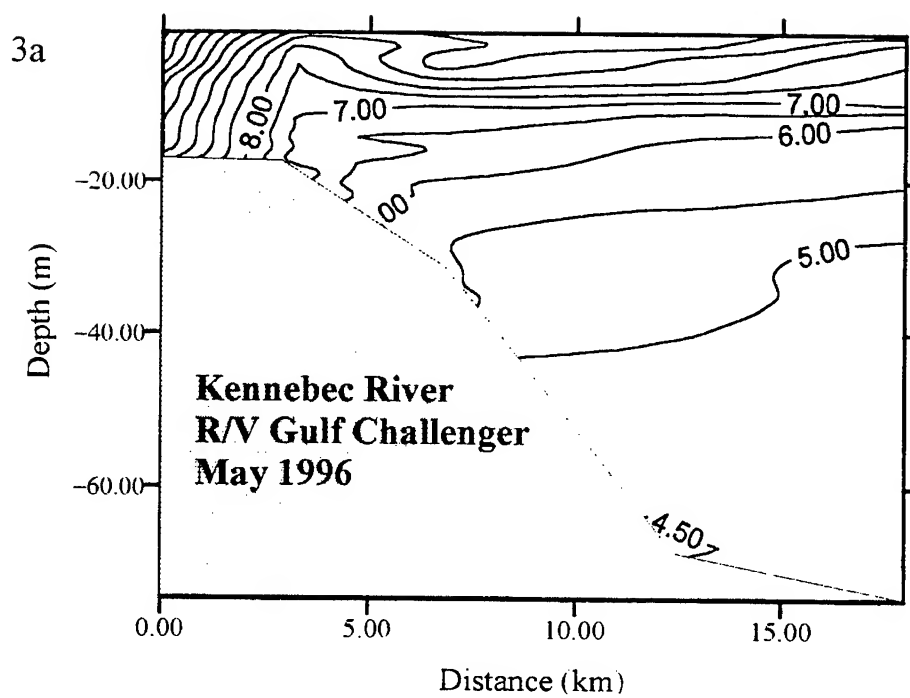 3a
8.00
7.00
7.00
6.00
00
5.00
4.50
−20.00
−40.00
−60.00
Depth (m)
Kennebec River
R/V Gulf Challenger
May 1996
0.00
5.00
10.00
15.00
Distance (km)